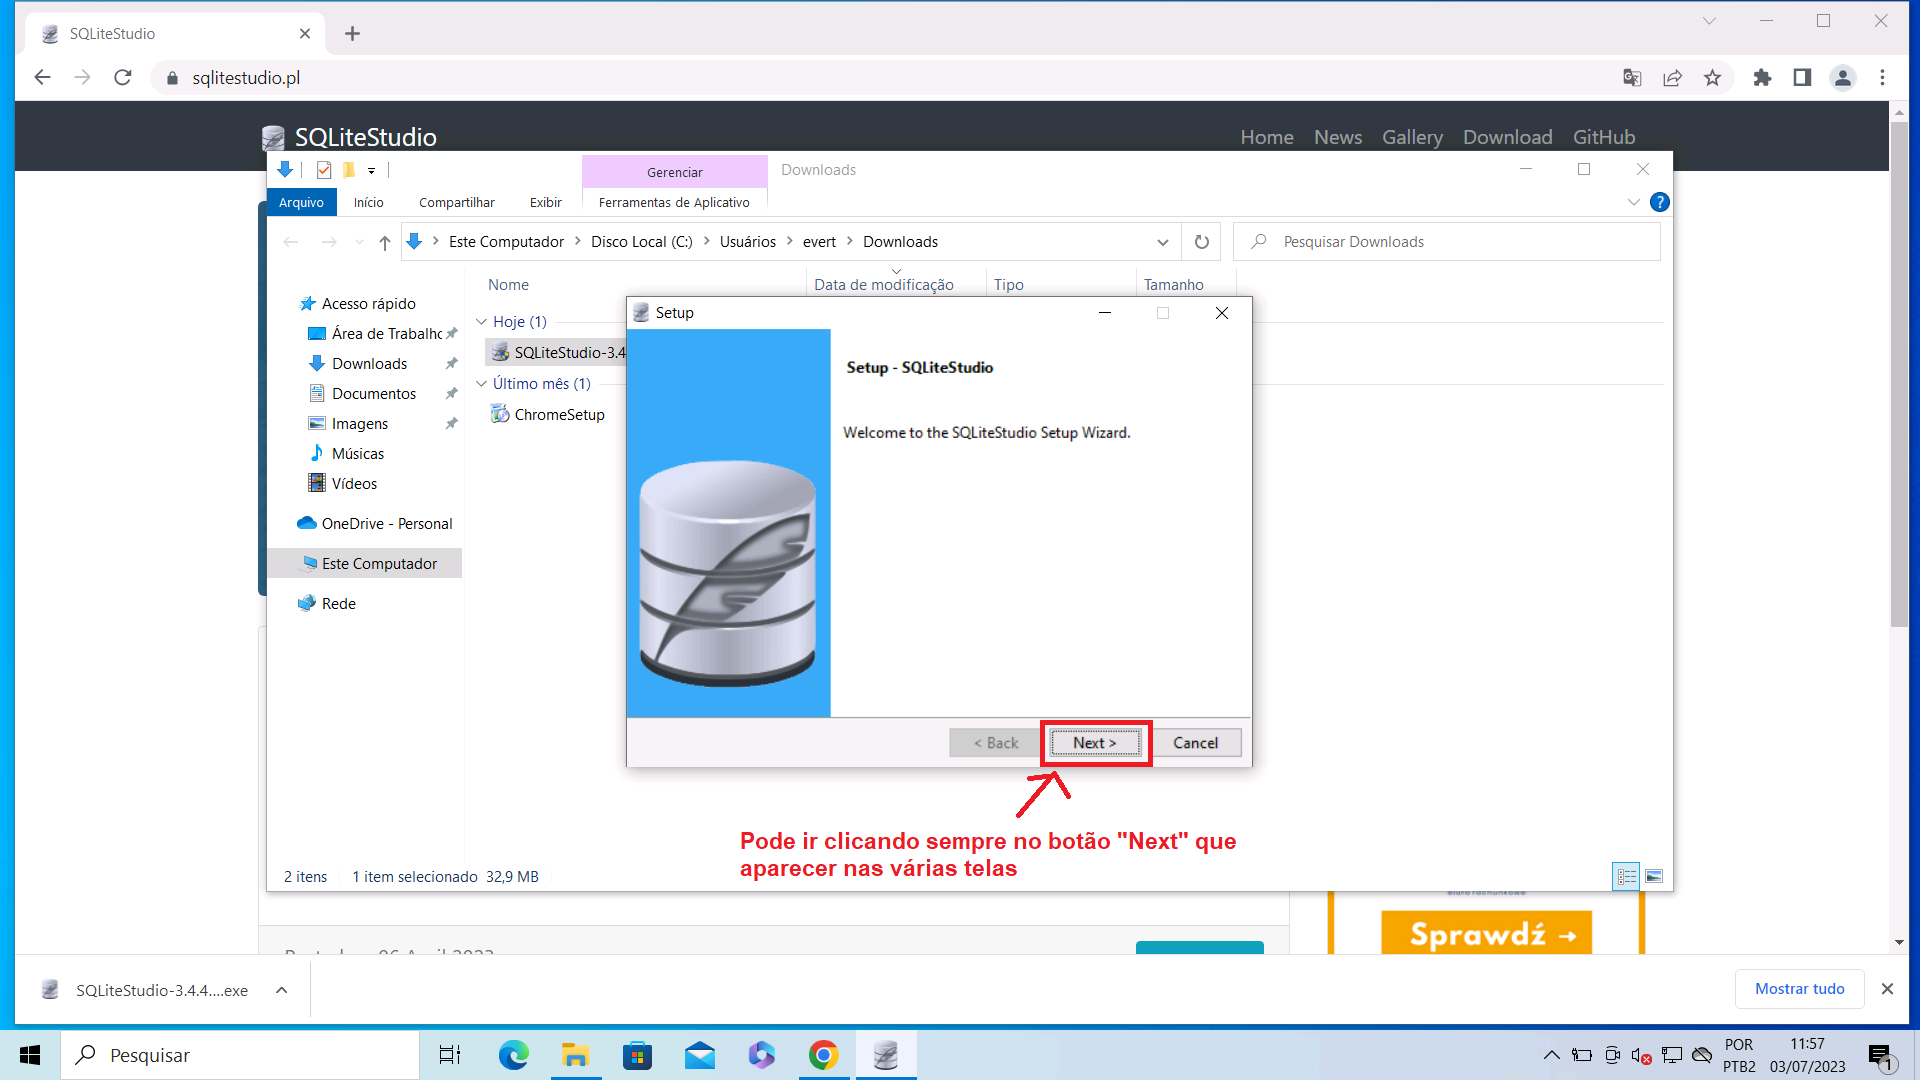 SQLiteStudio
sqlitestudio.pl
SQLiteStudio
Home News Gallery Download GitHub
Gerenciar
Downloads
Arquivo Início Compartilhar Exibir Ferramentas de Aplicativo
Este Computador > Disco Local (C:) > Usuários > evert > Downloads
Pesquisar Downloads
Nome Data de modificação Tipo Tamanho
Acesso rápido
Área de Trabalho
Downloads
Documentos
Imagens
Músicas
Vídeos
OneDrive - Personal
Este Computador
Rede
Hoje (1)
SQLiteStudio-3.4
Último mês (1)
ChromeSetup
Setup
Setup - SQLiteStudio
Welcome to the SQLiteStudio Setup Wizard.
< Back Next > Cancel
Pode ir clicando sempre no botão "Next" que
aparecer nas várias telas
2 itens 1 item selecionado 32,9 MB
Sprawdź →
SQLiteStudio-3.4.4....exe
Mostrar tudo
Pesquisar
POR
PTB2
11:57
03/07/2023
1